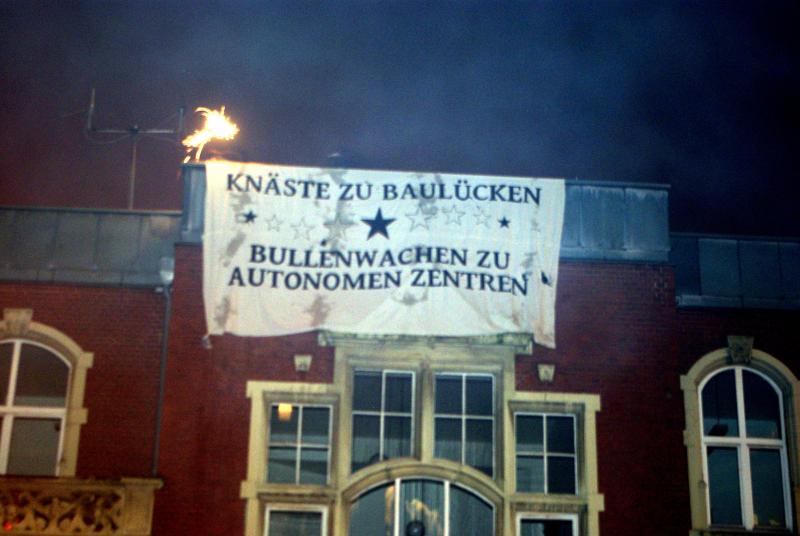 KNÄSTE ZU BAULÜCKEN
BULLENWACHEN ZU
AUTONOMEN ZENTREN